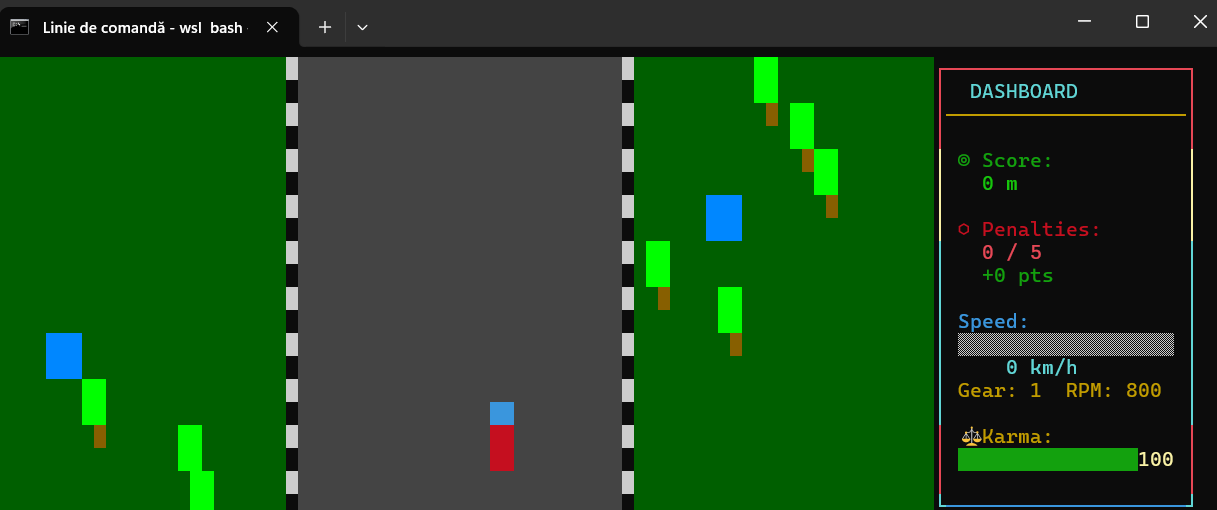 Linie de comandă - wsl bash
DASHBOARD
Score:
0 m
Penalties:
0 / 5
+0 pts
Speed:
0 km/h
Gear: 1 RPM: 800
Karma:
100